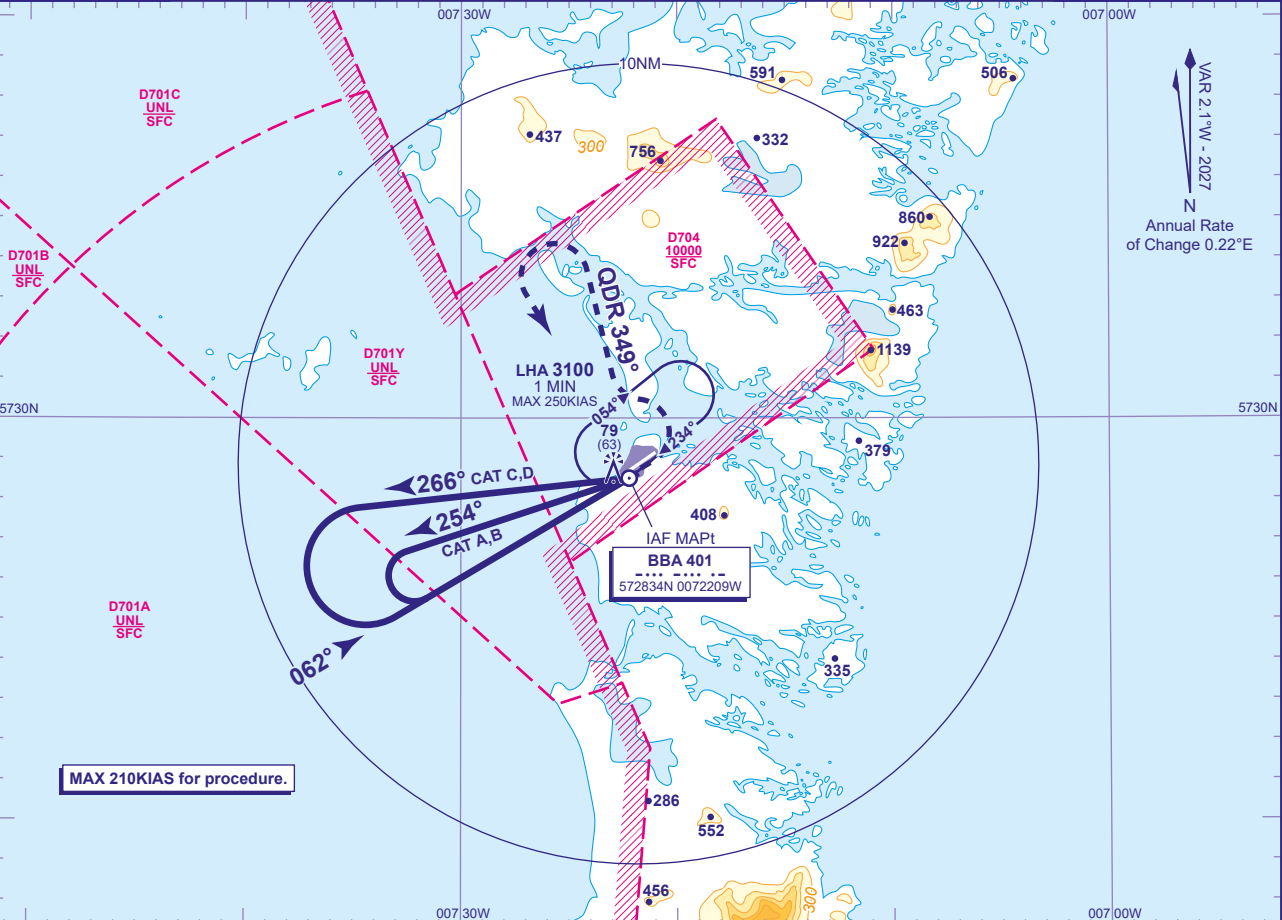 007 30W
007 00W
10NM
591
506
D701C
UNL
SFC
437
300
756
332
VAR 2.1°W - 2027
N
Annual Rate
of Change 0.22°E
860
922
D704
10000
SFC
D701B
UNL
SFC
QDR 349°
463
1139
D701Y
UNL
SFC
LHA 3100
1 MIN
MAX 250KIAS
5730N
5730N
054°
79
(63)
234°
379
266° CAT C,D
254°
CAT A,B
408
IAF MAPt
BBA 401
-... -... .-
572834N 0072209W
D701A
UNL
SFC
062°
335
MAX 210KIAS for procedure.
286
552
456
300
007 30W
007 00W